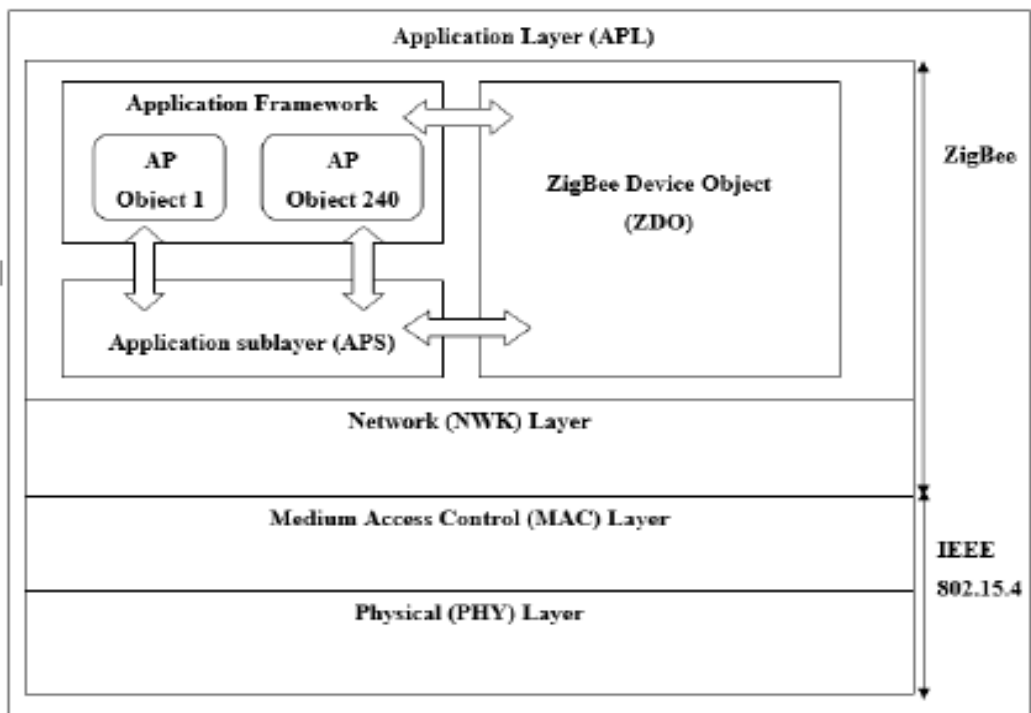 Application Layer (APL)
Application Framework
AP
Object 1
AP
Object 240
ZigBee Device Object
(ZDO)
Application sublayer (APS)
Network (NWK) Layer
Medium Access Control (MAC) Layer
Physical (PHY) Layer
ZigBee
IEEE
802.15.4